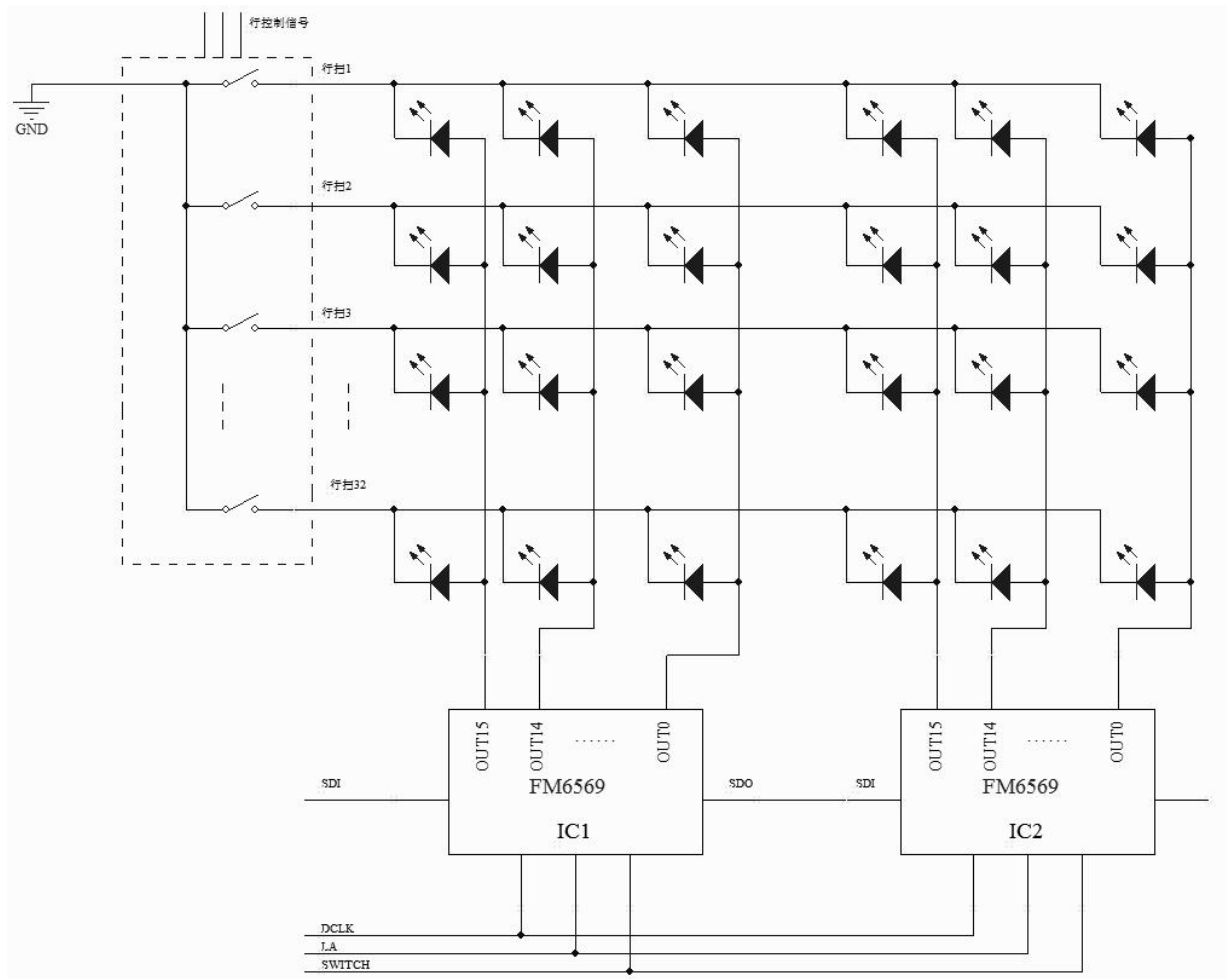 行控制信号
行扫1
GND
行扫2
行扫3
行扫32
OUT15
OUT14
......
OUT0
OUT15
OUT14
......
OUT0
SDI
FM6569
SDO
SDI
FM6569
IC1
IC2
DCLK
LA
SWITCH